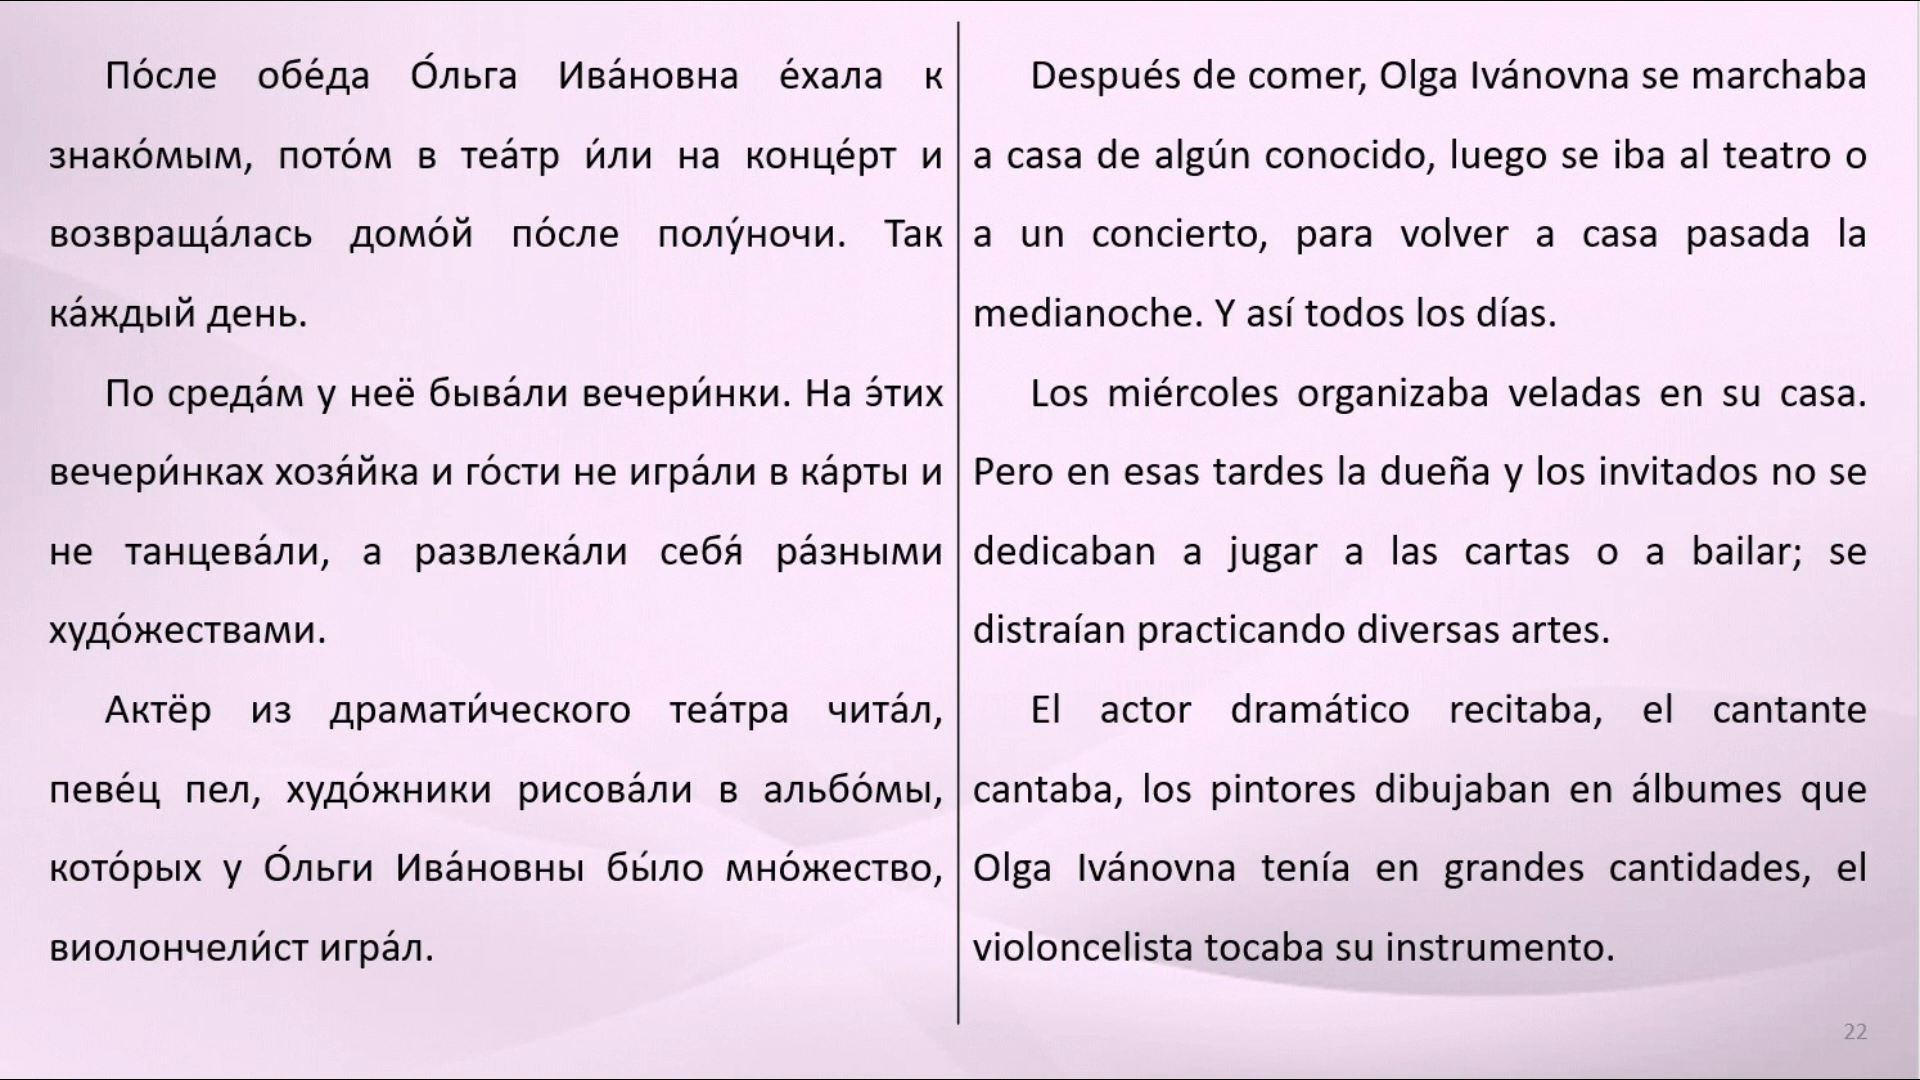 По́сле обе́да О́льга Ива́новна е́хала к
знако́мым, пото́м в теа́тр и́ли на конце́рт и
возвраща́лась домо́й по́сле полу́ночи. Так
ка́ждый день.
По среда́м у неё быва́ли вечери́нки. На э́тих
вечери́нках хозя́йка и го́сти не игра́ли в ка́рты и
не танцева́ли, а развлека́ли себя́ ра́зными
худо́жествами.
Актёр из драмати́ческого теа́тра чита́л,
певе́ц пел, худо́жники рисова́ли в альбо́мы,
кото́рых у О́льги Ива́новны бы́ло мно́жество,
виолончели́ст игра́л.
Después de comer, Olga Ivánovna se marchaba
a casa de algún conocido, luego se iba al teatro o
a un concierto, para volver a casa pasada la
medianoche. Y así todos los días.
Los miércoles organizaba veladas en su casa.
Pero en esas tardes la dueña y los invitados no se
dedicaban a jugar a las cartas o a bailar; se
distraían practicando diversas artes.
El actor dramático recitaba, el cantante
cantaba, los pintores dibujaban en álbumes que
Olga Ivánovna tenía en grandes cantidades, el
violoncelista tocaba su instrumento.
22